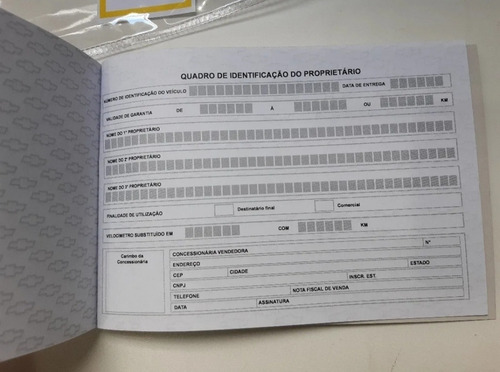 QUADRO DE IDENTIFICAÇÃO DO PROPRIETÁRIO
NÚMERO DE IDENTIFICAÇÃO DO VEÍCULO DATA DE ENTREGA
VALIDADE DE GARANTIA DE À OU KM
NOME DO 1º PROPRIETÁRIO
NOME DO 2º PROPRIETÁRIO
NOME DO 3º PROPRIETÁRIO
FINALIDADE DE UTILIZAÇÃO Destinatário final Comercial
VELOCÍMETRO SUBSTITUÍDO EM COM KM
Carimbo da
Concessionária
CONCESSIONÁRIA VENDEDORA Nº
ENDEREÇO
CEP CIDADE ESTADO
CNPJ INSCR. EST.
TELEFONE NOTA FISCAL DE VENDA
DATA ASSINATURA